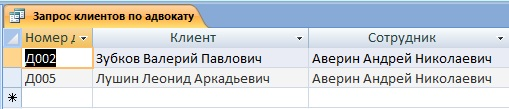 Запрос клиентов по адвокату
Номер д Клиент Сотрудник
Д002 Зубков Валерий Павлович Аверин Андрей Николаевич
Д005 Лушин Леонид Аркадьевич Аверин Андрей Николаевич